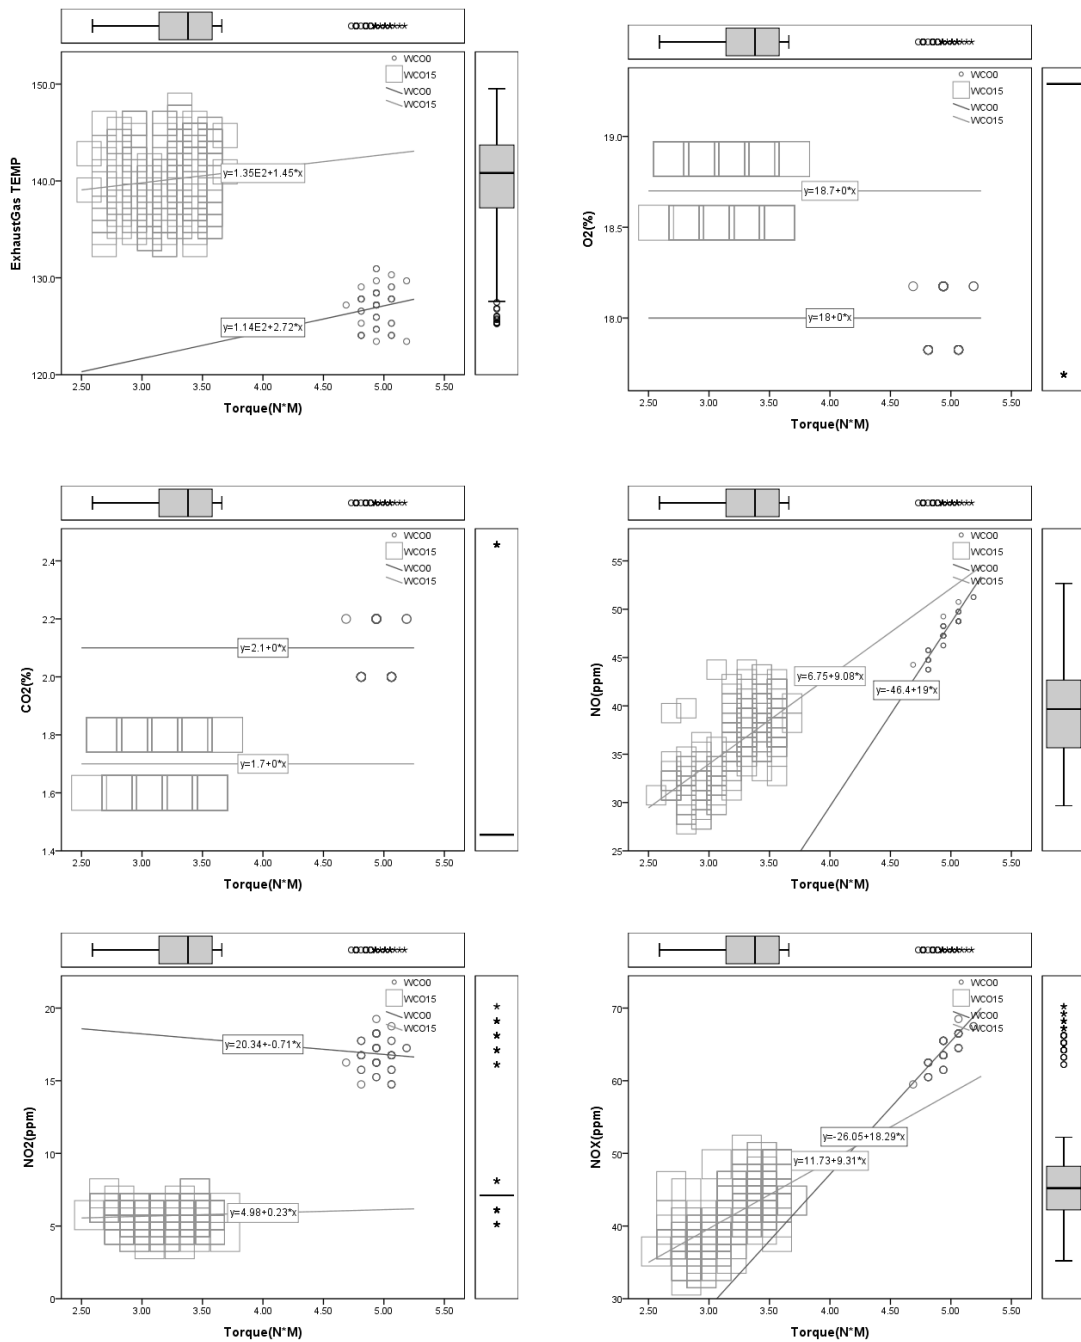 WCO0
WCO15
WCO0
WCO15
150.0
140.0
130.0
120.0
ExhaustGas TEMP
y=1.35E2+1.45*x
y=1.14E2+2.72*x
2.50 3.00 3.50 4.00 4.50 5.00 5.50
Torque(N*M)
WCO0
WCO15
WCO0
WCO15
19.0
18.5
18.0
O2(%)
y=18.7+0*x
y=18+0*x
2.50 3.00 3.50 4.00 4.50 5.00 5.50
Torque(N*M)
WCO0
WCO15
WCO0
WCO15
2.4
2.2
2.0
1.8
1.6
1.4
CO2(%)
y=2.1+0*x
y=1.7+0*x
2.50 3.00 3.50 4.00 4.50 5.00 5.50
Torque(N*M)
WCO0
WCO15
WCO0
WCO15
55
50
45
40
35
30
25
NO(ppm)
y=6.75+9.08*x
y=-46.4+19*x
2.50 3.00 3.50 4.00 4.50 5.00 5.50
Torque(N*M)
WCO0
WCO15
WCO0
WCO15
20
15
10
5
0
NO2(ppm)
y=20.34+-0.71*x
y=4.98+0.23*x
2.50 3.00 3.50 4.00 4.50 5.00 5.50
Torque(N*M)
WCO0
WCO15
WCO0
WCO15
70
60
50
40
30
NOX(ppm)
y=-26.05+18.29*x
y=11.73+9.31*x
2.50 3.00 3.50 4.00 4.50 5.00 5.50
Torque(N*M)